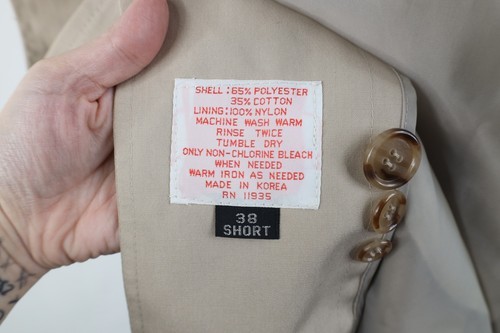 SHELL: 65% POLYESTER
35% COTTON
LINING: 100% NYLON
MACHINE WASH WARM
RINSE TWICE
TUMBLE DRY
ONLY NON-CHLORINE BLEACH
WHEN NEEDED
WARM IRON AS NEEDED
MADE IN KOREA
RN 11935
38
SHORT